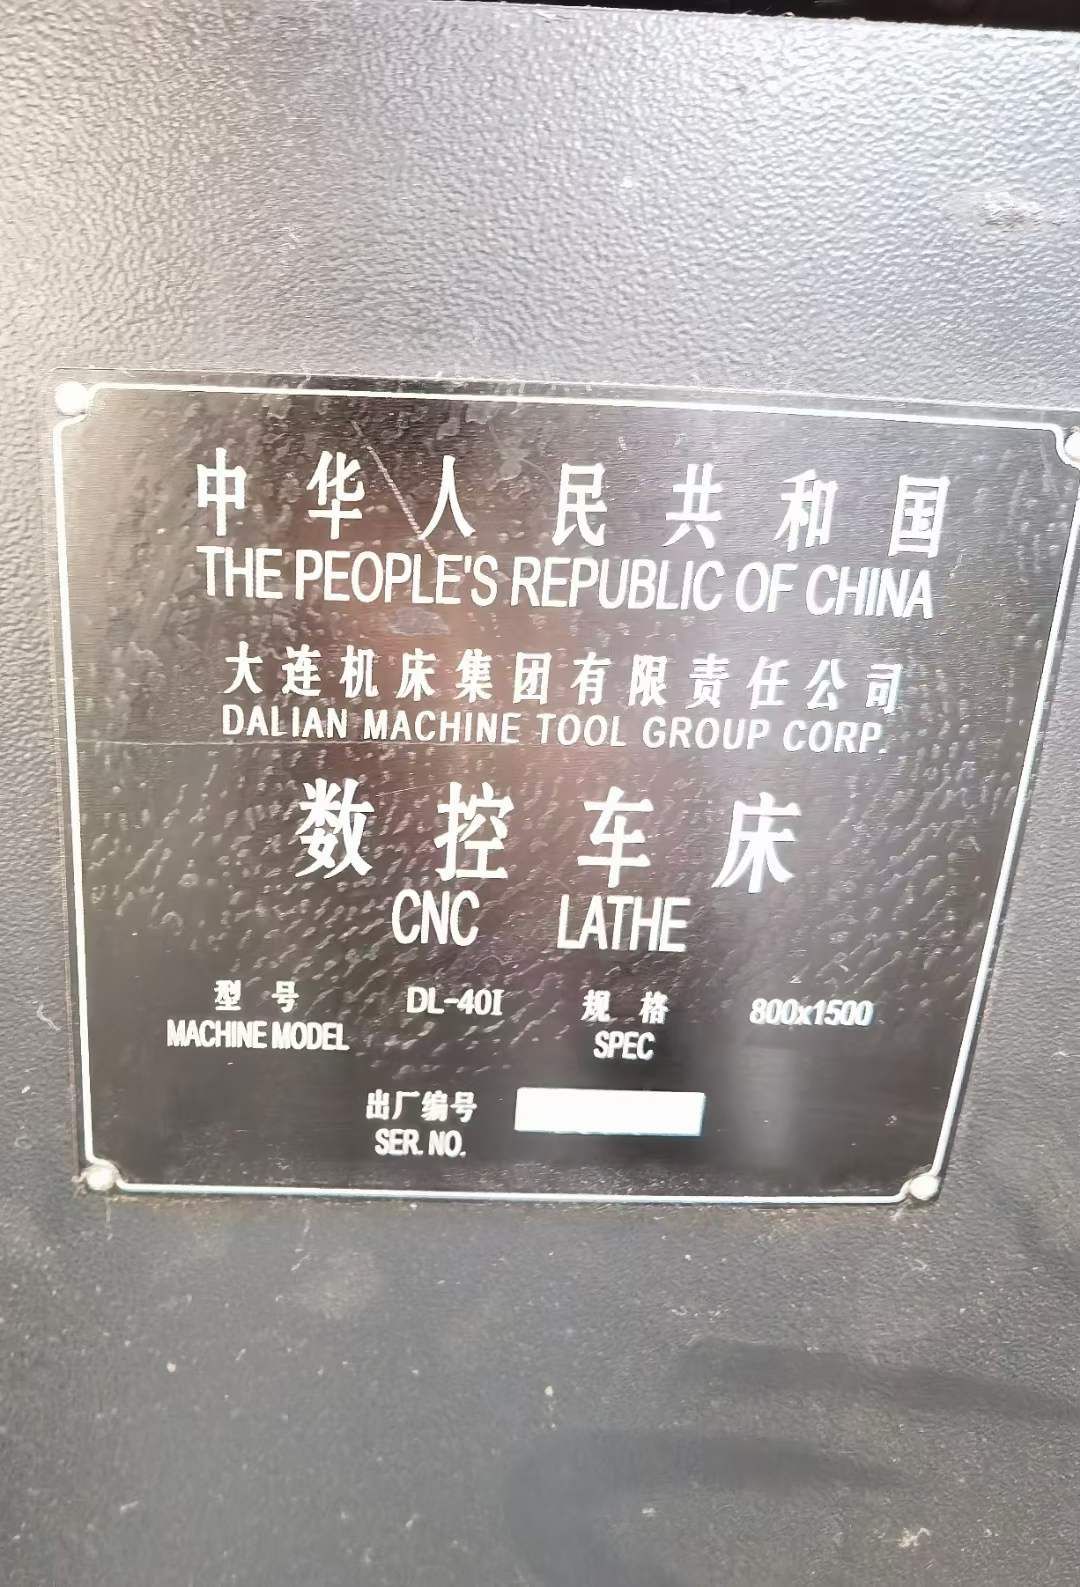 中华人民共和国
THE PEOPLE'S REPUBLIC OF CHINA
大连机床集团有限责任公司
DALIAN MACHINE TOOL GROUP CORP.
数控车床
CNC LATHE
型号 DL-40I 规格 800x1500
MACHINE MODEL SPEC
出厂编号
SER. NO.